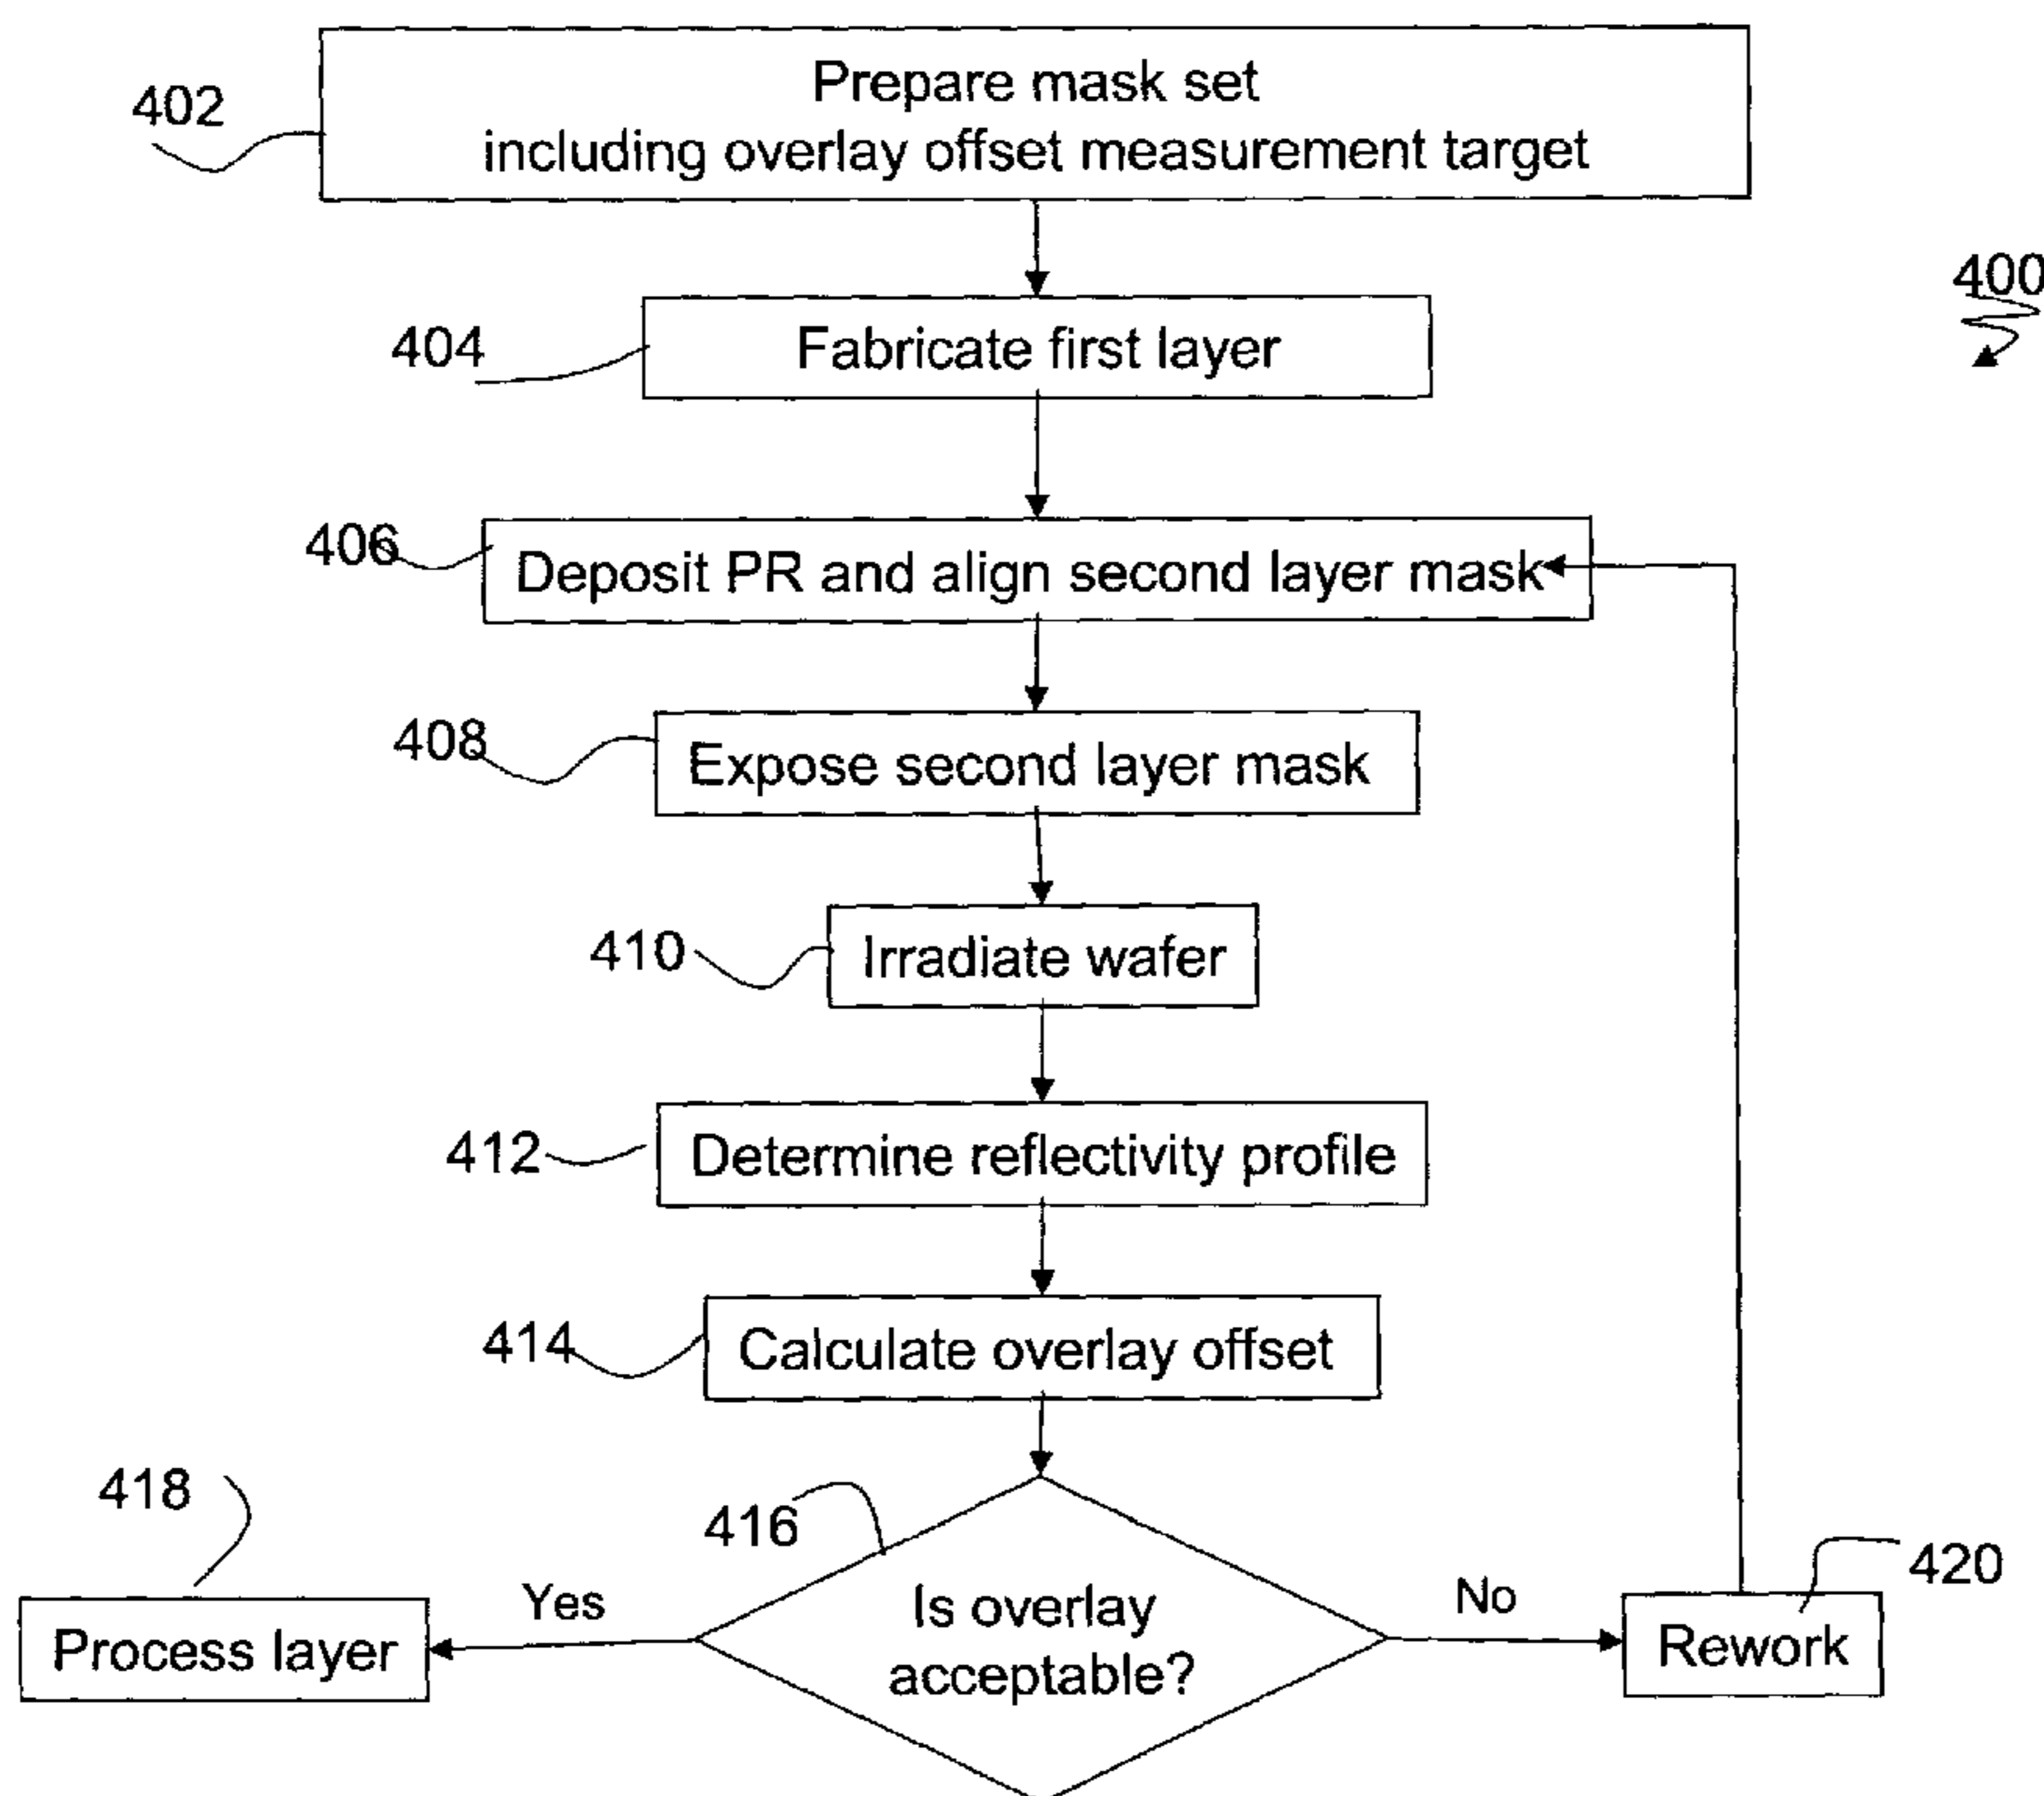 402
Prepare mask set
including overlay offset measurement target
400
404
Fabricate first layer
406
Deposit PR and align second layer mask
408
Expose second layer mask
410
Irradiate wafer
412
Determine reflectivity profile
414
Calculate overlay offset
418
416
420
Yes
No
Is overlay
acceptable?
Process layer
Rework